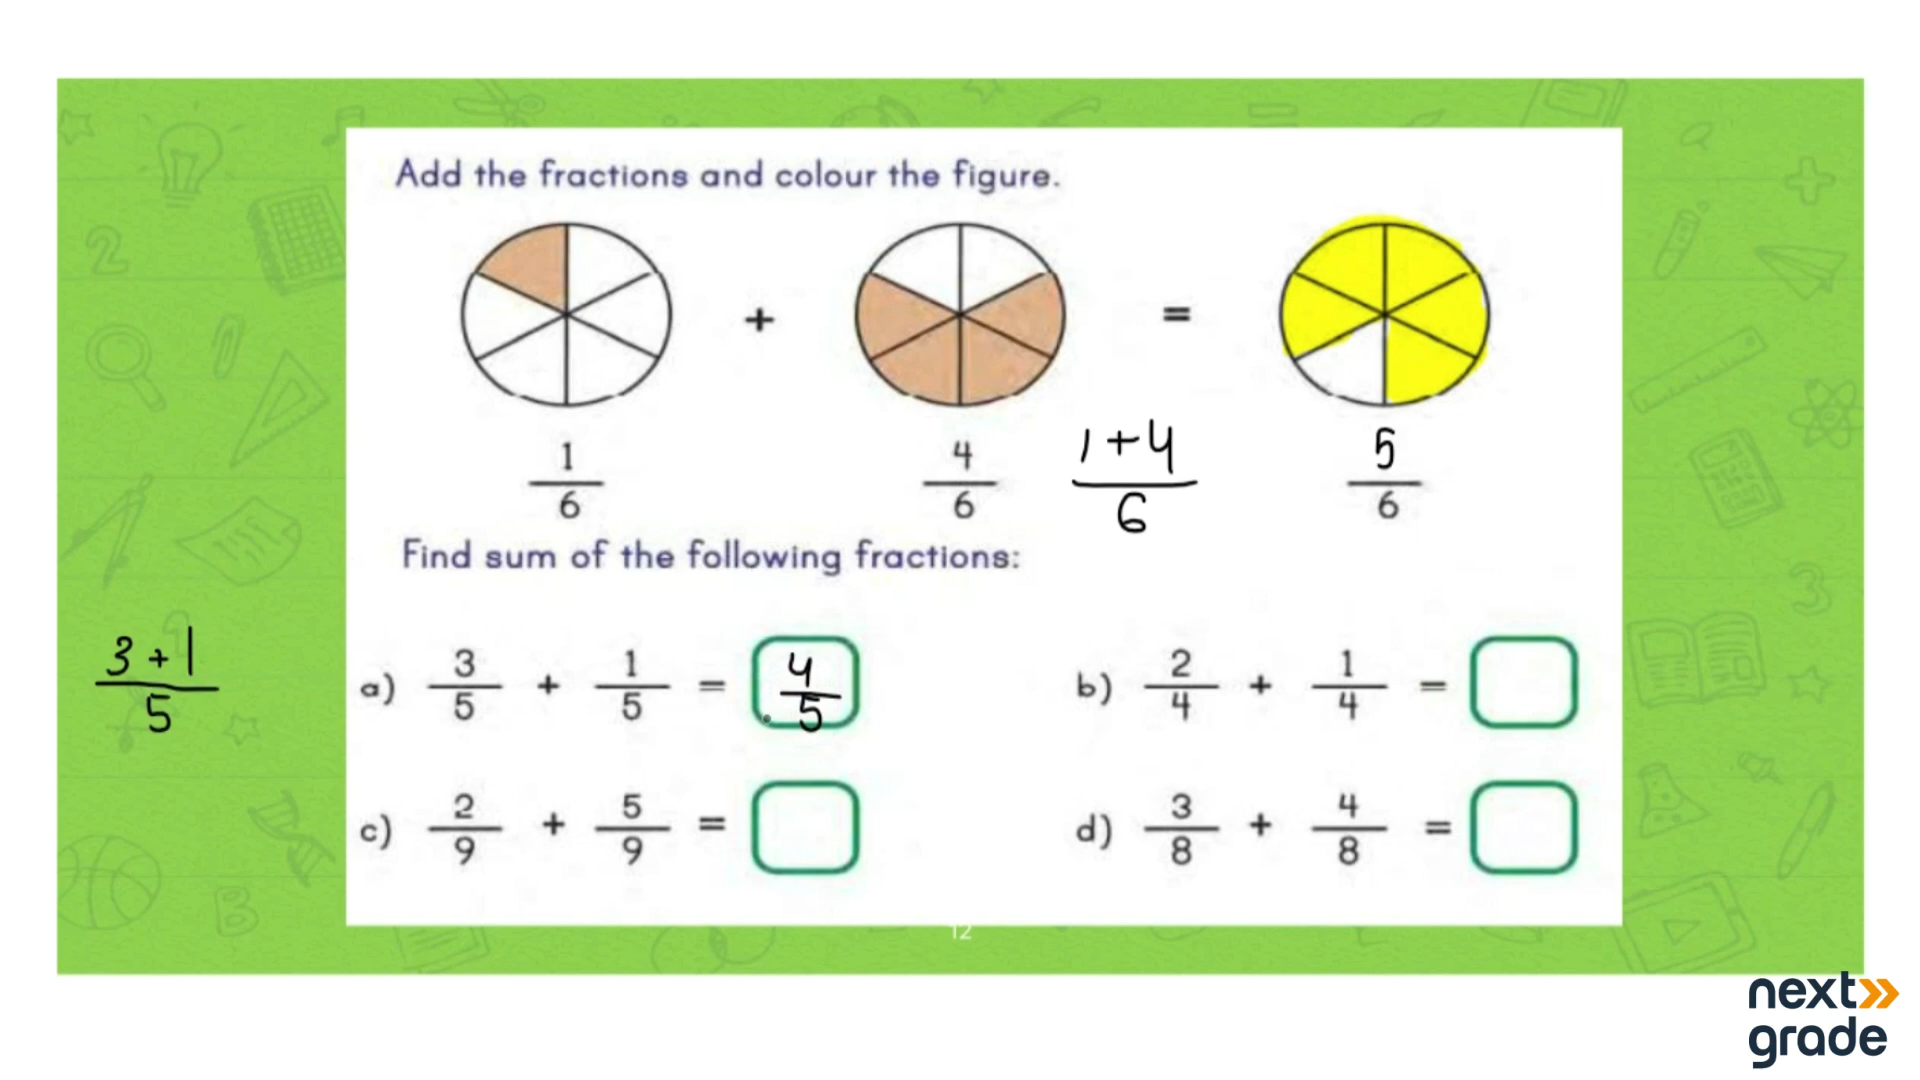 Add the fractions and colour the figure.
+ =
1/6 4/6 1+4/6 5/6
Find sum of the following fractions:
3+1/5
a) 3/5 + 1/5 = 4/5 b) 2/4 + 1/4 =
c) 2/9 + 5/9 = d) 3/8 + 4/8 =
12
next
grade